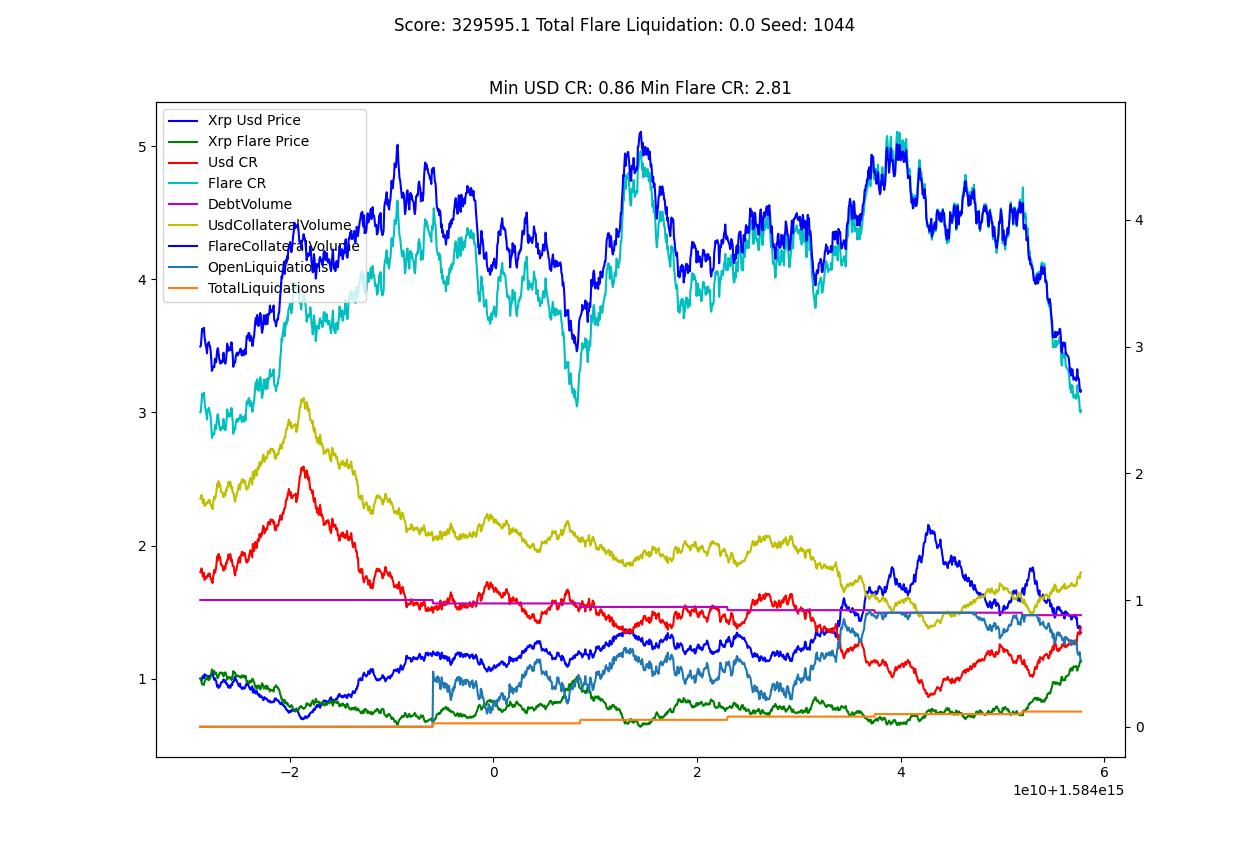 Score: 329595.1 Total Flare Liquidation: 0.0 Seed: 1044
Min USD CR: 0.86 Min Flare CR: 2.81
Xrp Usd Price
Xrp Flare Price
Usd CR
Flare CR
DebtVolume
UsdCollateralVolume
FlareCollateralVolume
OpenLiquidations
TotalLiquidations
5
4
3
2
1
4
3
2
1
0
−2
0
2
4
6
1e10+1.584e15